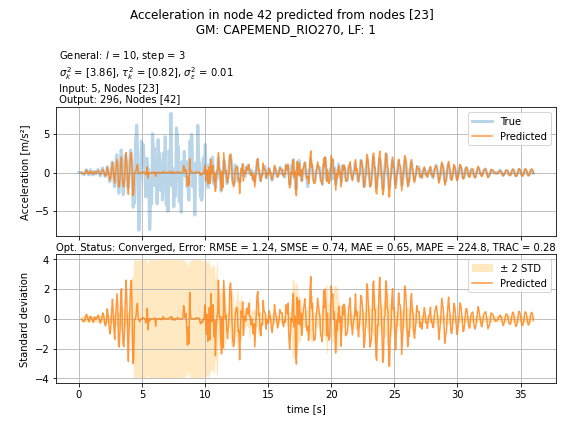 Acceleration in node 42 predicted from nodes [23]
GM: CAPEMEND_RIO270, LF: 1
General: l = 10, step = 3
σ²ₖ = [3.86], τ²ₖ = [0.82], σ²ₜ = 0.01
Input: 5, Nodes [23]
Output: 296, Nodes [42]
Acceleration [m/s²]
5
0
−5
True
Predicted
Opt. Status: Converged, Error: RMSE = 1.24, SMSE = 0.74, MAE = 0.65, MAPE = 224.8, TRAC = 0.28
Standard deviation
4
2
0
−2
−4
± 2 STD
Predicted
0 5 10 15 20 25 30 35
time [s]